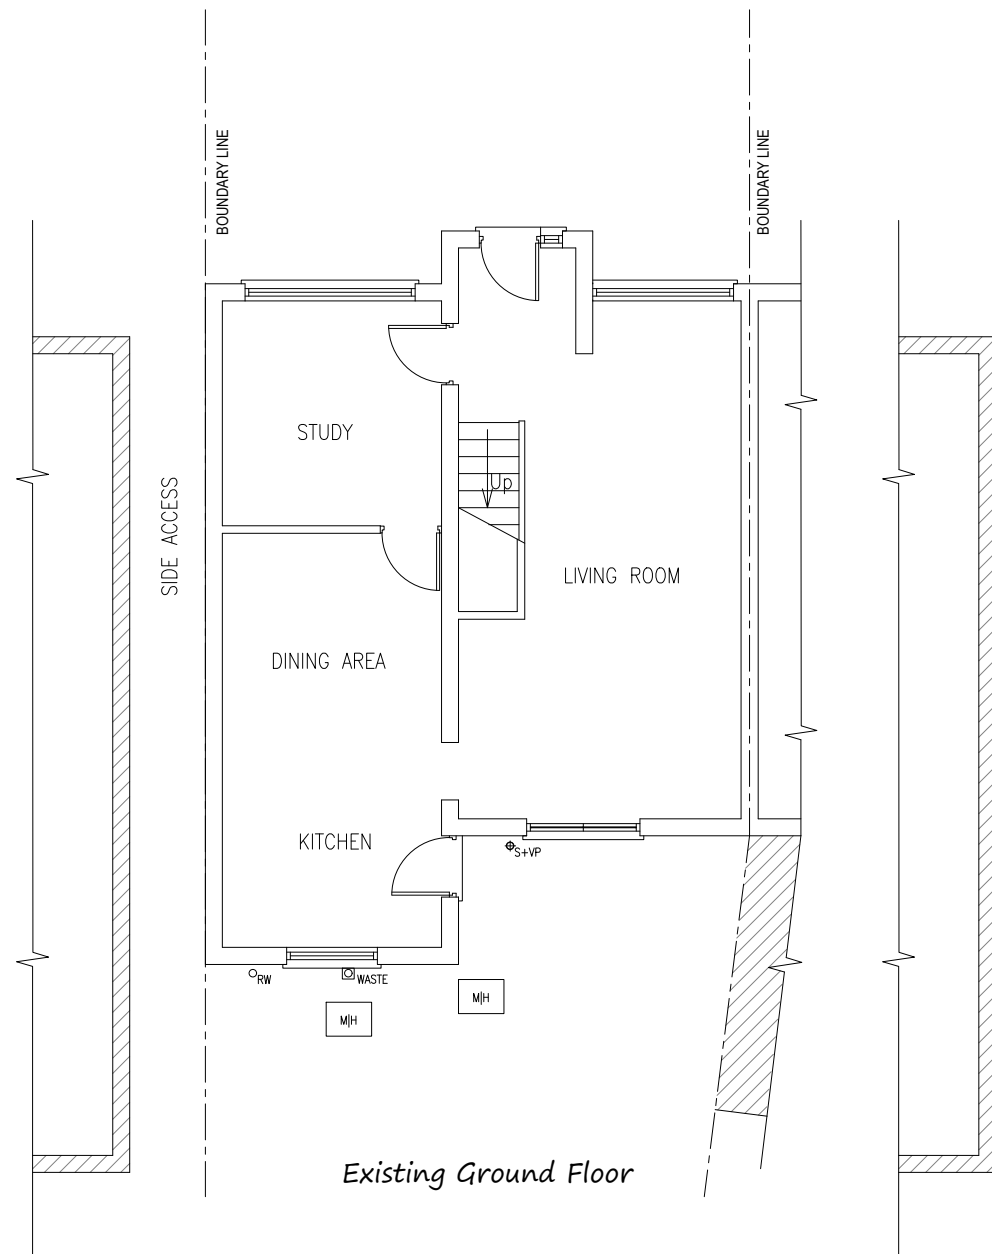 BOUNDARY LINE
BOUNDARY LINE
STUDY
Up
SIDE ACCESS
LIVING ROOM
DINING AREA
KITCHEN
S+VP
RW
WASTE
M|H
M|H
Existing Ground Floor